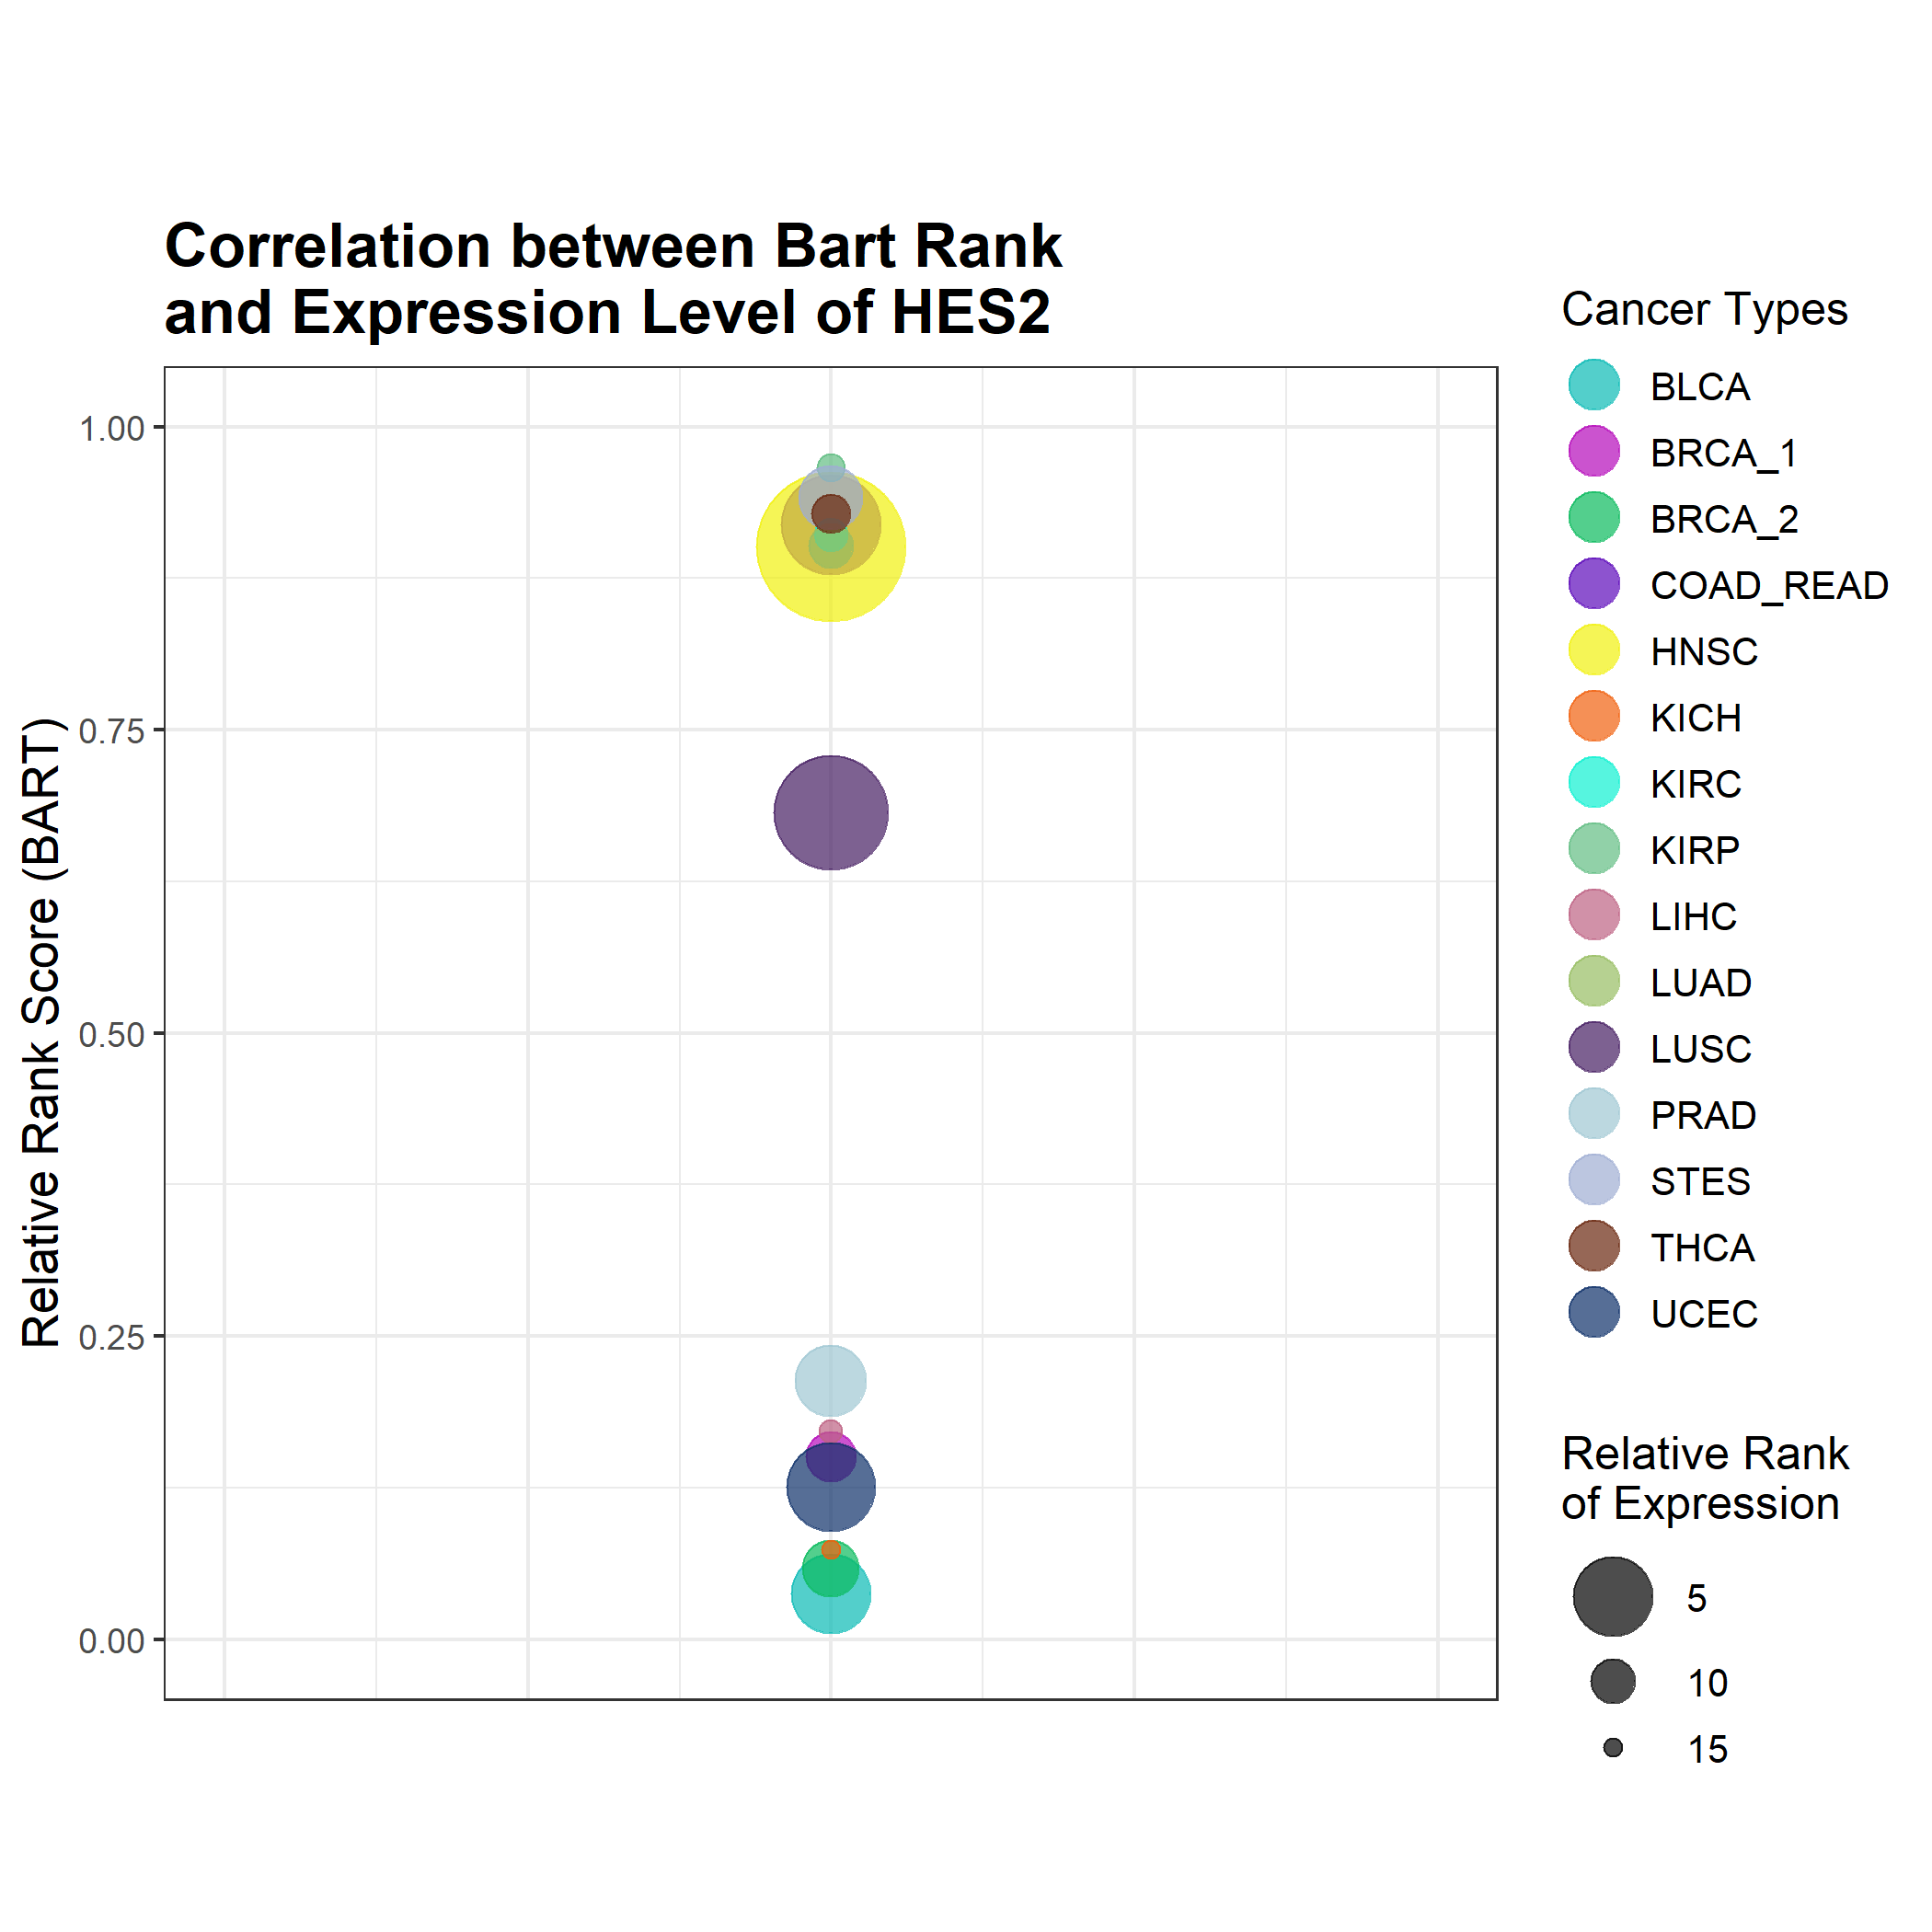 Correlation between Bart Rank
and Expression Level of HES2
Relative Rank Score (BART)
1.00
0.75
0.50
0.25
0.00
Cancer Types
BLCA
BRCA_1
BRCA_2
COAD_READ
HNSC
KICH
KIRC
KIRP
LIHC
LUAD
LUSC
PRAD
STES
THCA
UCEC
Relative Rank
of Expression
5
10
15